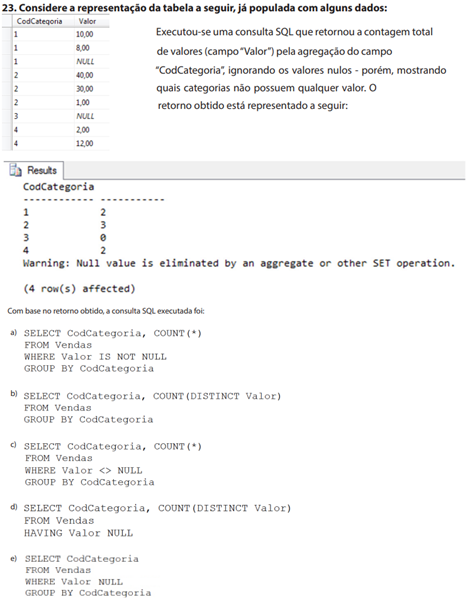 23. Considere a representação da tabela a seguir, já populada com alguns dados:
CodCategoria Valor
1 10,00
1 8,00
1 NULL
2 40,00
2 30,00
2 1,00
3 NULL
4 2,00
4 12,00
Executou-se uma consulta SQL que retornou a contagem total
de valores (campo "Valor") pela agregação do campo
"CodCategoria", ignorando os valores nulos - porém, mostrando
quais categorias não possuem qualquer valor. O
retorno obtido está representado a seguir:
Results
CodCategoria
------------ -----------
1 2
2 3
3 0
4 2
Warning: Null value is eliminated by an aggregate or other SET operation.
(4 row(s) affected)
Com base no retorno obtido, a consulta SQL executada foi:
a) SELECT CodCategoria, COUNT(*)
FROM Vendas
WHERE Valor IS NOT NULL
GROUP BY CodCategoria
b) SELECT CodCategoria, COUNT(DISTINCT Valor)
FROM Vendas
GROUP BY CodCategoria
c) SELECT CodCategoria, COUNT(*)
FROM Vendas
WHERE Valor <> NULL
GROUP BY CodCategoria
d) SELECT CodCategoria, COUNT(DISTINCT Valor)
FROM Vendas
HAVING Valor NULL
e) SELECT CodCategoria
FROM Vendas
WHERE Valor NULL
GROUP BY CodCategoria